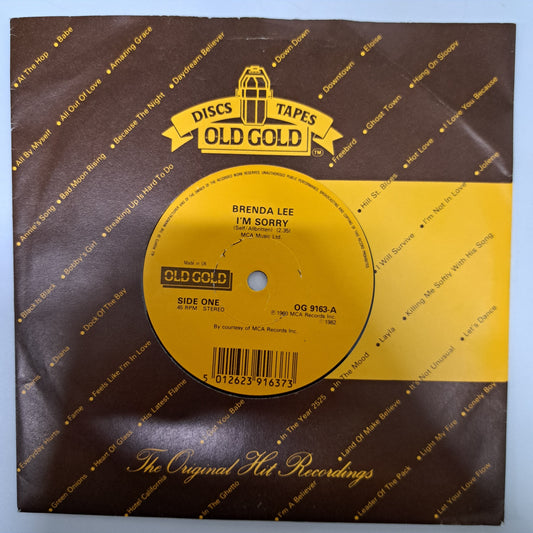 At The Hop
Babe
Amazing Grace
All Out Of Love
Daydream Believer
Because The Night
All By Myself
Bad Moon Rising
Breaking Up Is Hard To Do
Annie's Song
Bobby's Girl
Dock Of The Bay
Black Is Black
Down Down
Eloise
Downtown
Hang On Sloopy
Ghost Town
I Love You Because
Freebird
Hot Love
Jolene
DISCS TAPES
OLD GOLD
TM
Hill St. Blues
I'm Not In Love
I Will Survive
Killing Me Softly With His Song
Layla
Let's Dance
In The Mood
It's Not Unusual
BRENDA LEE
I'M SORRY
(Self/Allbritten) (2.35)
MCA Music Ltd.
Made in UK
OLD GOLD
SIDE ONE
45 RPM STEREO
OG 9163-A
℗ 1960 MCA Records Inc.
1982
By courtesy of MCA Records Inc.
5 012623 916373
Diana
Feels Like I'm In Love
Fame
His Latest Flame
Everyday Hurts
Heart Of Glass
Green Onions
Hotel California
I Got You Babe
In The Ghetto
In The Year 2525
I'm A Believer
Land Of Make Believe
Lonely Boy
Light My Fire
Leader Of The Pack
Let Your Love Flow
The Original Hit Recordings